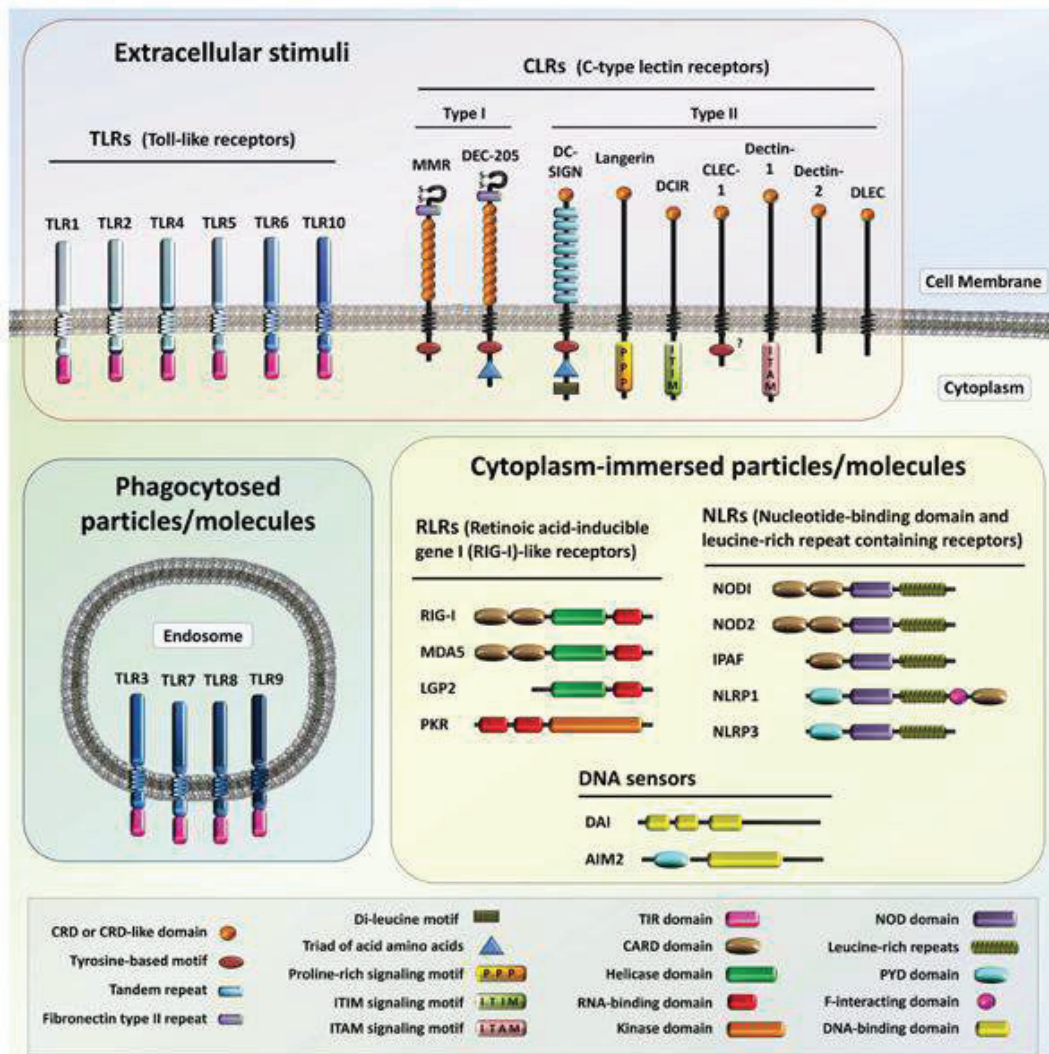 Extracellular stimuli
CLRs (C-type lectin receptors)
Type I
Type II
TLRs (Toll-like receptors)
MMR
DEC-205
DC-
SIGN
Langerin
DCIR
CLEC-
1
Dectin-
1
Dectin-
2
DLEC
TLR1
TLR2
TLR4
TLR5
TLR6
TLR10
S
S
S
S
Cell Membrane
?
P P P
I T I M
I T A M
Cytoplasm
Phagocytosed
particles/molecules
Endosome
TLR3
TLR7
TLR8
TLR9
Cytoplasm-immersed particles/molecules
RLRs (Retinoic acid-inducible
gene I (RIG-I)-like receptors)
RIG-I
MDA5
LGP2
PKR
NLRs (Nucleotide-binding domain and
leucine-rich repeat containing receptors)
NODI
NOD2
IPAF
NLRP1
NLRP3
DNA sensors
DAI
AIM2
CRD or CRD-like domain
Tyrosine-based motif
Tandem repeat
Fibronectin type II repeat
Di-leucine motif
Triad of acid amino acids
Proline-rich signaling motif P P P
ITIM signaling motif I T I M
ITAM signaling motif I T A M
TIR domain
CARD domain
Helicase domain
RNA-binding domain
Kinase domain
NOD domain
Leucine-rich repeats
PYD domain
F-interacting domain
DNA-binding domain